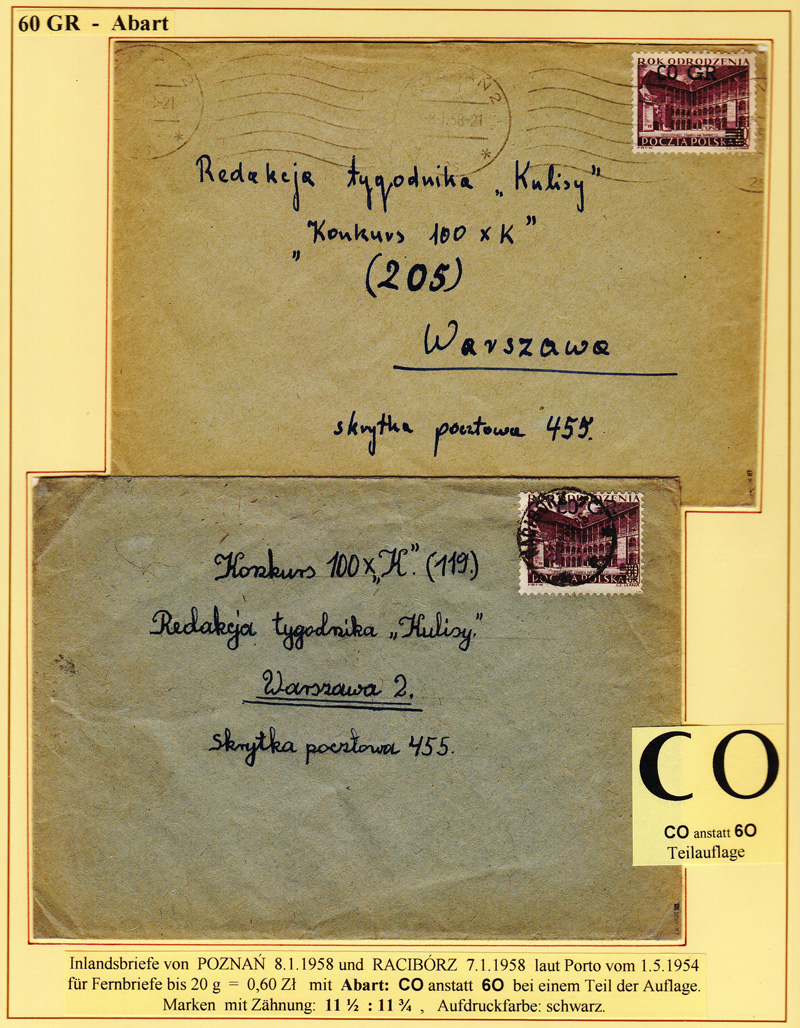 60 GR - Abart
ROK ODRODZENIA
CO GR
POCZTA POLSKA
Redakcja tygodnika „Kulisy"
„Konkurs 100 x K"
(205)
Warszawa
skrytka pocztowa 455.
POCZTA POLSKA
Konkurs 100 x „K". (119.)
Redakcja tygodnika „Kulisy."
Warszawa 2.
Skrytka pocztowa 455.
CO
CO anstatt 6O
Teilauflage
Inlandsbriefe von POZNAŃ 8.1.1958 und RACIBÓRZ 7.1.1958 laut Porto vom 1.5.1954
für Fernbriefe bis 20 g = 0,60 Zł mit Abart: CO anstatt 6O bei einem Teil der Auflage.
Marken mit Zähnung: 11 ½ : 11 ¾ , Aufdruckfarbe: schwarz.